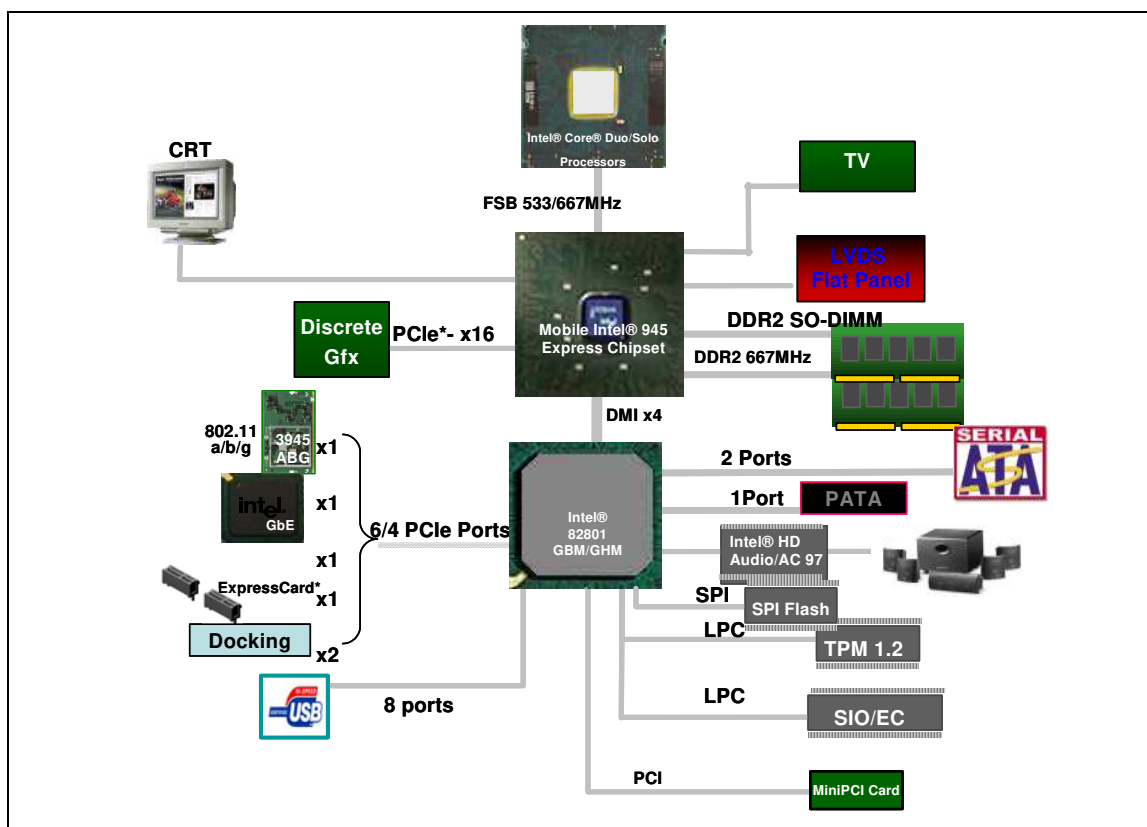 Intel® Core® Duo/Solo
Processors
CRT
TV
FSB 533/667MHz
LVDS
Flat Panel
Discrete
Gfx
PCIe*- x16
Mobile Intel® 945
Express Chipset
DDR2 SO-DIMM
DDR2 667MHz
DMI x4
802.11
a/b/g
3945
ABG
x1
SERIAL
ATA
2 Ports
intel
GbE
x1
1Port
PATA
6/4 PCIe Ports
Intel®
82801
GBM/GHM
Intel® HD
Audio/AC 97
x1
ExpressCard*
x1
SPI
SPI Flash
Docking
x2
LPC
TPM 1.2
USB
8 ports
LPC
SIO/EC
PCI
MiniPCI Card